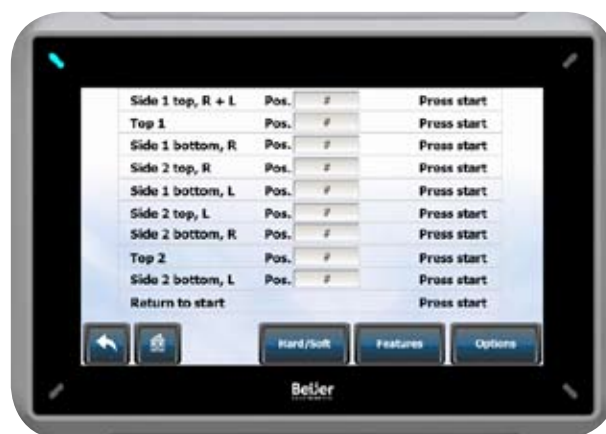 Side 1 top, R + L Pos. # Press start
Top 1 Pos. # Press start
Side 1 bottom, R Pos. # Press start
Side 2 top, R Pos. # Press start
Side 1 bottom, L Pos. # Press start
Side 2 top, L Pos. # Press start
Side 2 bottom, R Pos. # Press start
Top 2 Pos. # Press start
Side 2 bottom, L Pos. # Press start
Return to start Press start
Hard/Soft Features Options
Beijer